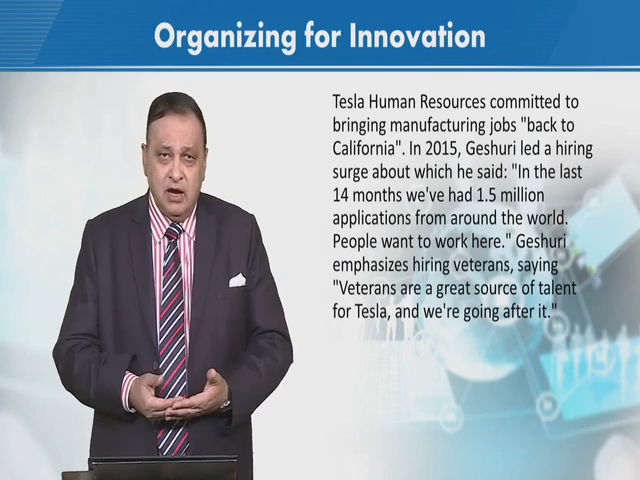 Organizing for Innovation
Tesla Human Resources committed to
bringing manufacturing jobs "back to
California". In 2015, Geshuri led a hiring
surge about which he said: "In the last
14 months we've had 1.5 million
applications from around the world.
People want to work here." Geshuri
emphasizes hiring veterans, saying
"Veterans are a great source of talent
for Tesla, and we're going after it."